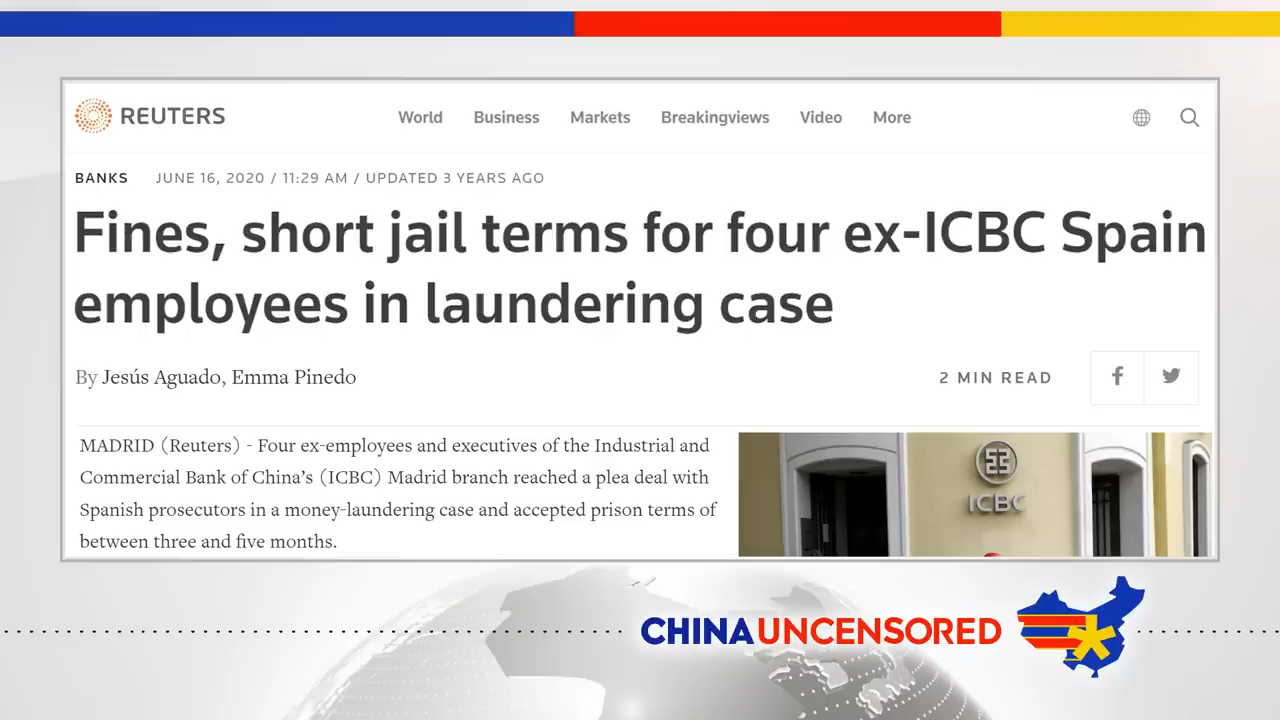 REUTERS World Business Markets Breakingviews Video More
BANKS JUNE 16, 2020 / 11:29 AM / UPDATED 3 YEARS AGO
Fines, short jail terms for four ex-ICBC Spain
employees in laundering case
By Jesús Aguado, Emma Pinedo 2 MIN READ
MADRID (Reuters) - Four ex-employees and executives of the Industrial and
Commercial Bank of China's (ICBC) Madrid branch reached a plea deal with
Spanish prosecutors in a money-laundering case and accepted prison terms of
between three and five months.
ICBC
CHINA UNCENSORED